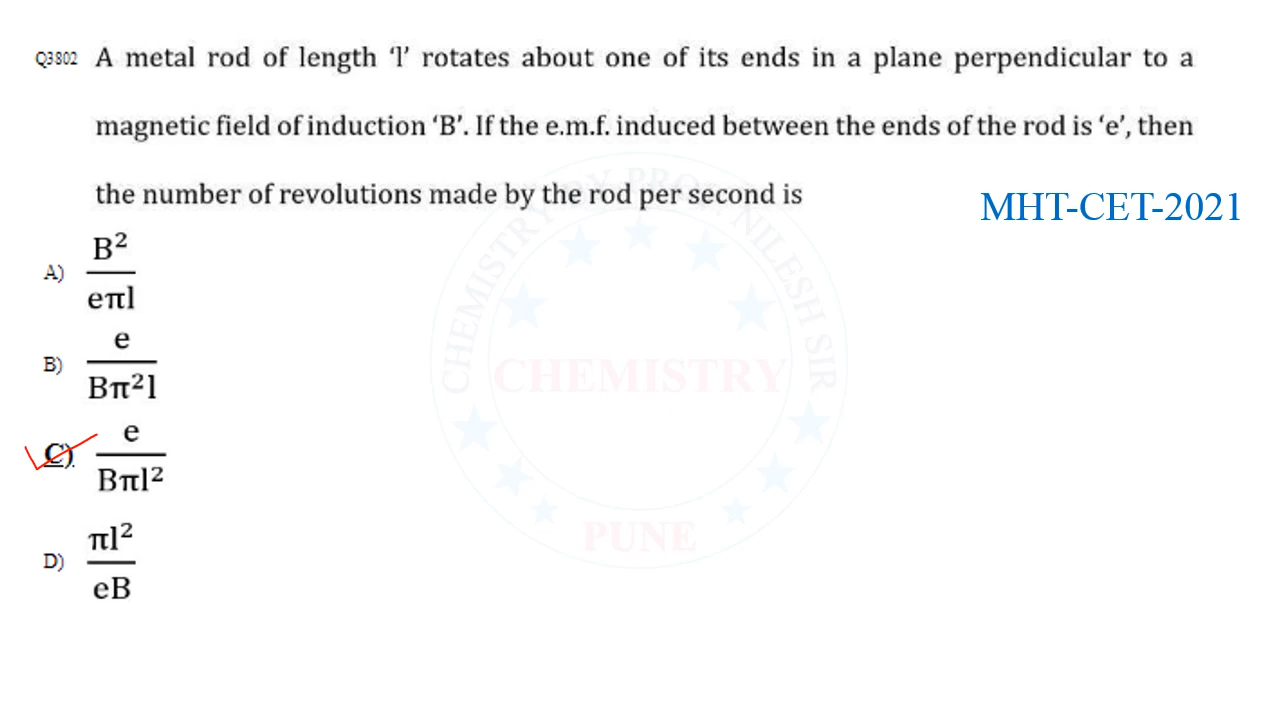 Q3802 A metal rod of length ‘l’ rotates about one of its ends in a plane perpendicular to a
magnetic field of induction ‘B’. If the e.m.f. induced between the ends of the rod is ‘e’, then
the number of revolutions made by the rod per second is
MHT-CET-2021
A) B²
eπl
B) e
Bπ²l
C) e
Bπl²
D) πl²
eB
CHEMISTRY BY PROF. NILESH SIR
CHEMISTRY
PUNE